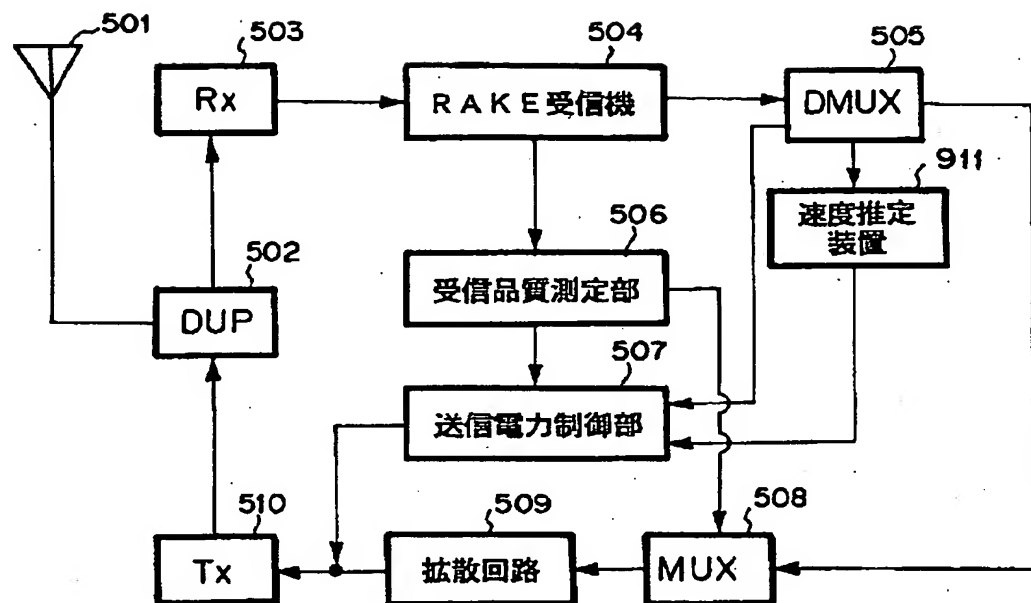 501
503
Rx
504
RAKE受信機
505
DMUX
911
速度推定
装置
506
受信品質測定部
502
DUP
507
送信電力制御部
510
Tx
509
拡散回路
508
MUX